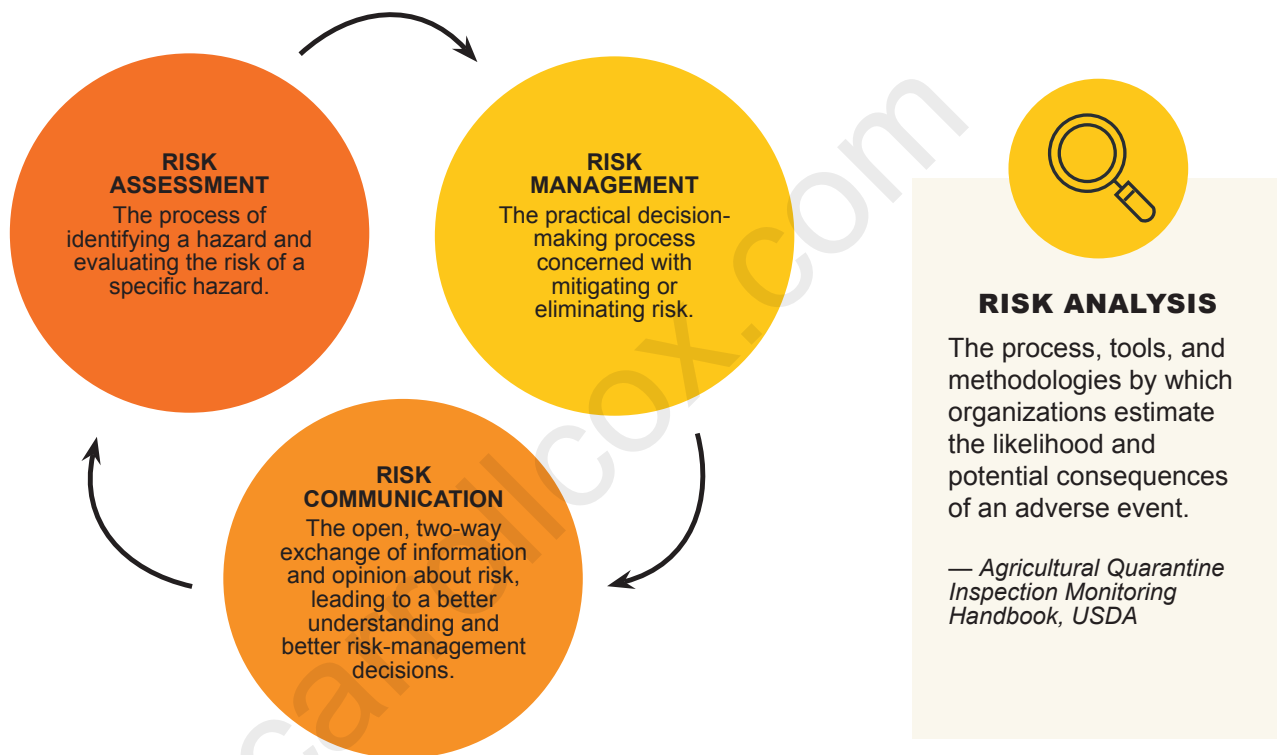 RISK
ASSESSMENT
The process of
identifying a hazard and
evaluating the risk of a
specific hazard.
RISK
MANAGEMENT
The practical decision-
making process
concerned with
mitigating or
eliminating risk.
RISK
COMMUNICATION
The open, two-way
exchange of information
and opinion about risk,
leading to a better
understanding and
better risk-management
decisions.
RISK ANALYSIS
The process, tools, and
methodologies by which
organizations estimate
the likelihood and
potential consequences
of an adverse event.
— Agricultural Quarantine
Inspection Monitoring
Handbook, USDA
carrollcox.com